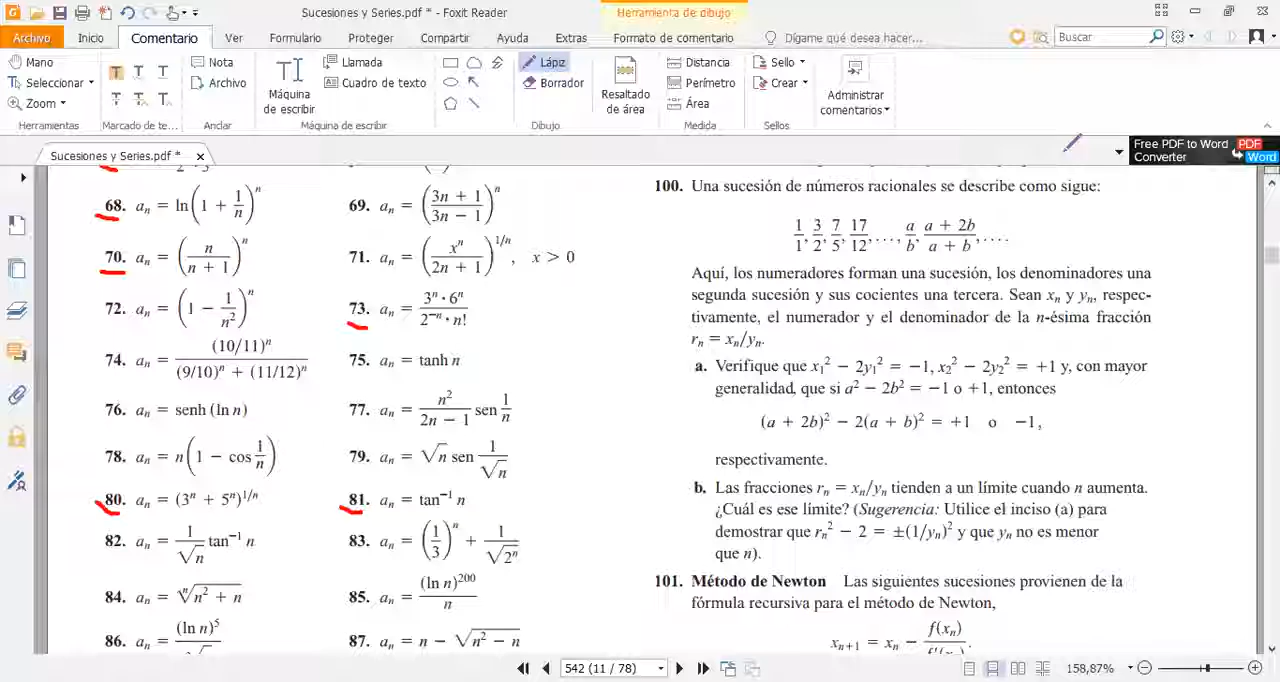 Sucesiones y Series.pdf * - Foxit Reader
Herramienta de dibujo
Archivo Inicio Comentario Ver Formulario Proteger Compartir Ayuda Extras Formato de comentario Dígame qué desea hacer... Buscar
Mano
Seleccionar
Zoom
Herramientas
T T T
T T T
Marcado de te...
Nota
Archivo
Anclar
Máquina
de escribir
Llamada
Cuadro de texto
Máquina de escribir
Lápiz
Borrador
Dibujo
Resaltado
de área
Distancia
Perímetro
Área
Medida
Sello
Crear
Sellos
Administrar
comentarios
Sucesiones y Series.pdf *
Free PDF to Word
Converter
PDF
Word
68. aₙ = ln(1 + 1/n)ⁿ
69. aₙ = ((3n + 1)/(3n − 1))ⁿ
70. aₙ = (n/(n + 1))ⁿ
71. aₙ = (xⁿ/(2n + 1))^(1/n), x > 0
72. aₙ = (1 − 1/n²)ⁿ
73. aₙ = (3ⁿ · 6ⁿ)/(2⁻ⁿ · n!)
74. aₙ = (10/11)ⁿ/((9/10)ⁿ + (11/12)ⁿ)
75. aₙ = tanh n
76. aₙ = senh (ln n)
77. aₙ = n²/(2n − 1) sen 1/n
78. aₙ = n(1 − cos 1/n)
79. aₙ = √n sen 1/√n
80. aₙ = (3ⁿ + 5ⁿ)^(1/n)
81. aₙ = tan⁻¹ n
82. aₙ = 1/√n tan⁻¹ n
83. aₙ = (1/3)ⁿ + 1/√2ⁿ
84. aₙ = ⁿ√(n² + n)
85. aₙ = (ln n)²⁰⁰/n
86. aₙ = (ln n)⁵
87. aₙ = n − √(n² − n)
100. Una sucesión de números racionales se describe como sigue:
1/1, 3/2, 7/5, 17/12, . . . , a/b, (a + 2b)/(a + b), . . . .
Aquí, los numeradores forman una sucesión, los denominadores una
segunda sucesión y sus cocientes una tercera. Sean xₙ y yₙ, respec-
tivamente, el numerador y el denominador de la n-ésima fracción
rₙ = xₙ/yₙ.
a. Verifique que x₁² − 2y₁² = −1, x₂² − 2y₂² = +1 y, con mayor
generalidad, que si a² − 2b² = −1 o +1, entonces
(a + 2b)² − 2(a + b)² = +1 o −1,
respectivamente.
b. Las fracciones rₙ = xₙ/yₙ tienden a un límite cuando n aumenta.
¿Cuál es ese límite? (Sugerencia: Utilice el inciso (a) para
demostrar que rₙ² − 2 = ±(1/yₙ)² y que yₙ no es menor
que n).
101. Método de Newton Las siguientes sucesiones provienen de la
fórmula recursiva para el método de Newton,
xₙ₊₁ = xₙ − f(xₙ)/f′(xₙ).
542 (11 / 78)
158,87%